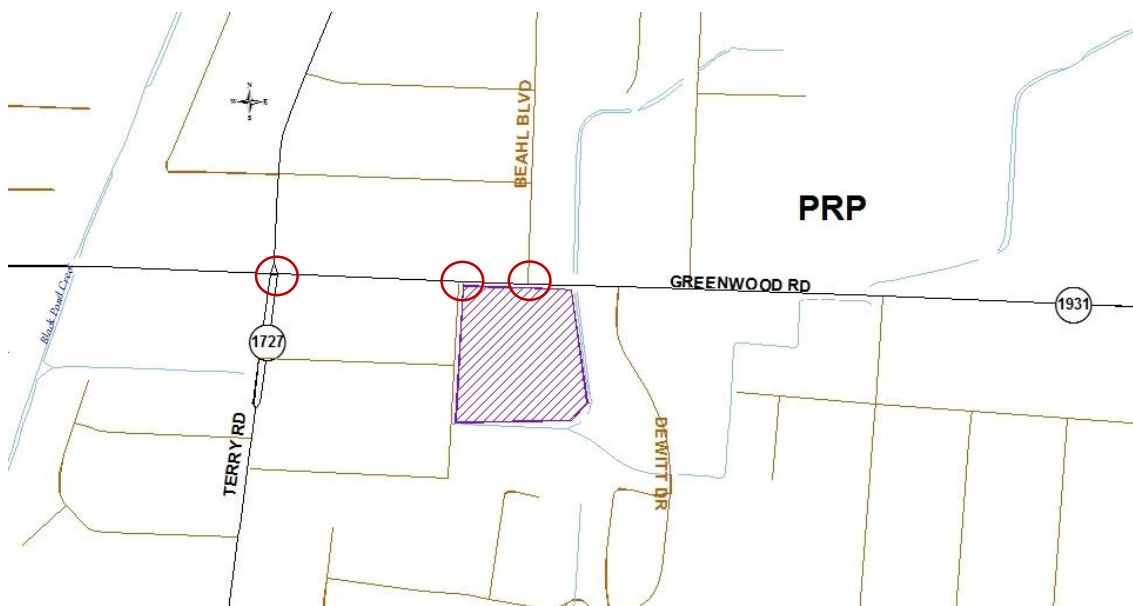 N
W E
S
BEAHL BLVD
PRP
GREENWOOD RD
1931
Black Pond Creek
1727
TERRY RD
DEWITT DR